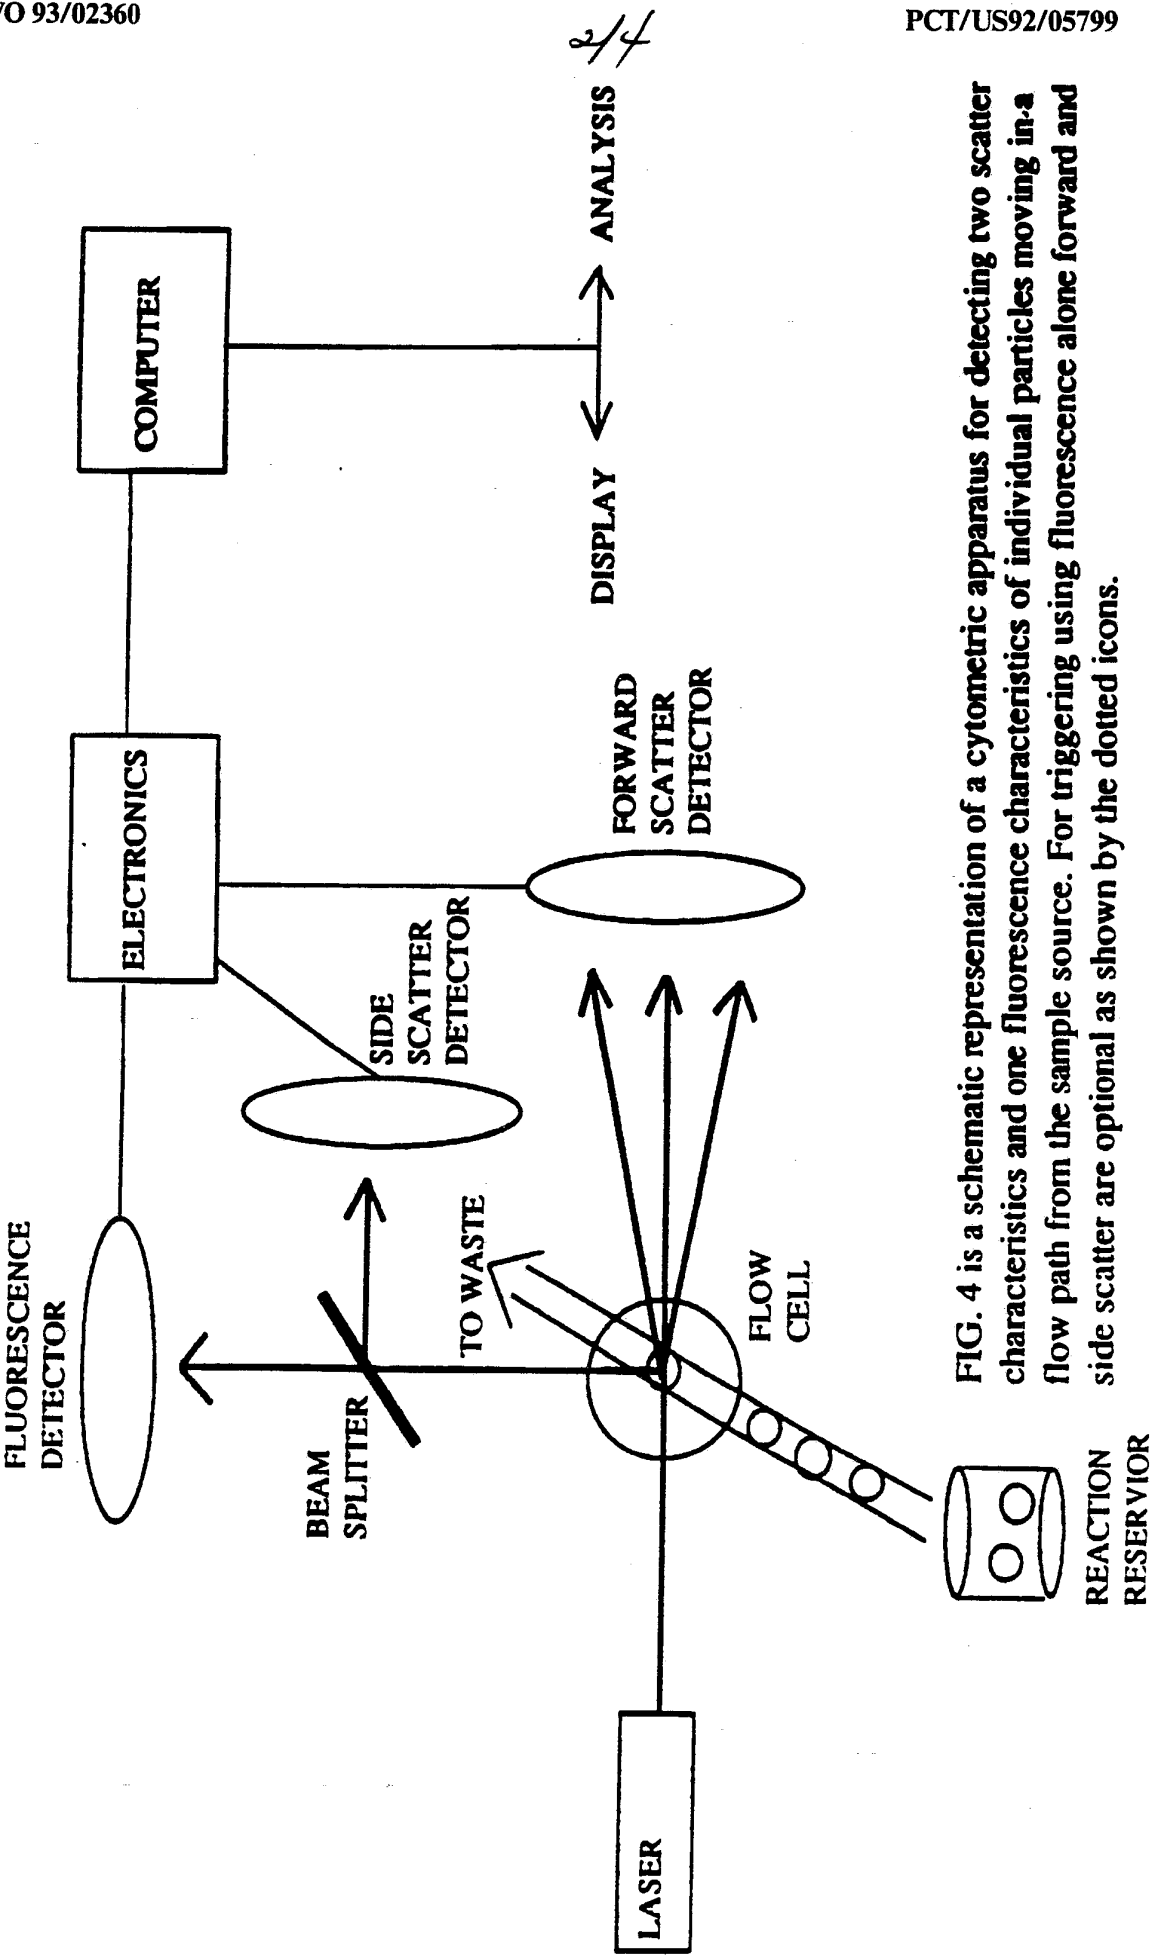 /O 93/02360
PCT/US92/05799
2/4
FLUORESCENCE
DETECTOR
ELECTRONICS
COMPUTER
BEAM
SPLITTER
SIDE
SCATTER
DETECTOR
TO WASTE
FORWARD
SCATTER
DETECTOR
DISPLAY
ANALYSIS
LASER
FLOW
CELL
REACTION
RESERVIOR
FIG. 4 is a schematic representation of a cytometric apparatus for detecting two scatter
characteristics and one fluorescence characteristics of individual particles moving in a
flow path from the sample source. For triggering using fluorescence alone forward and
side scatter are optional as shown by the dotted icons.